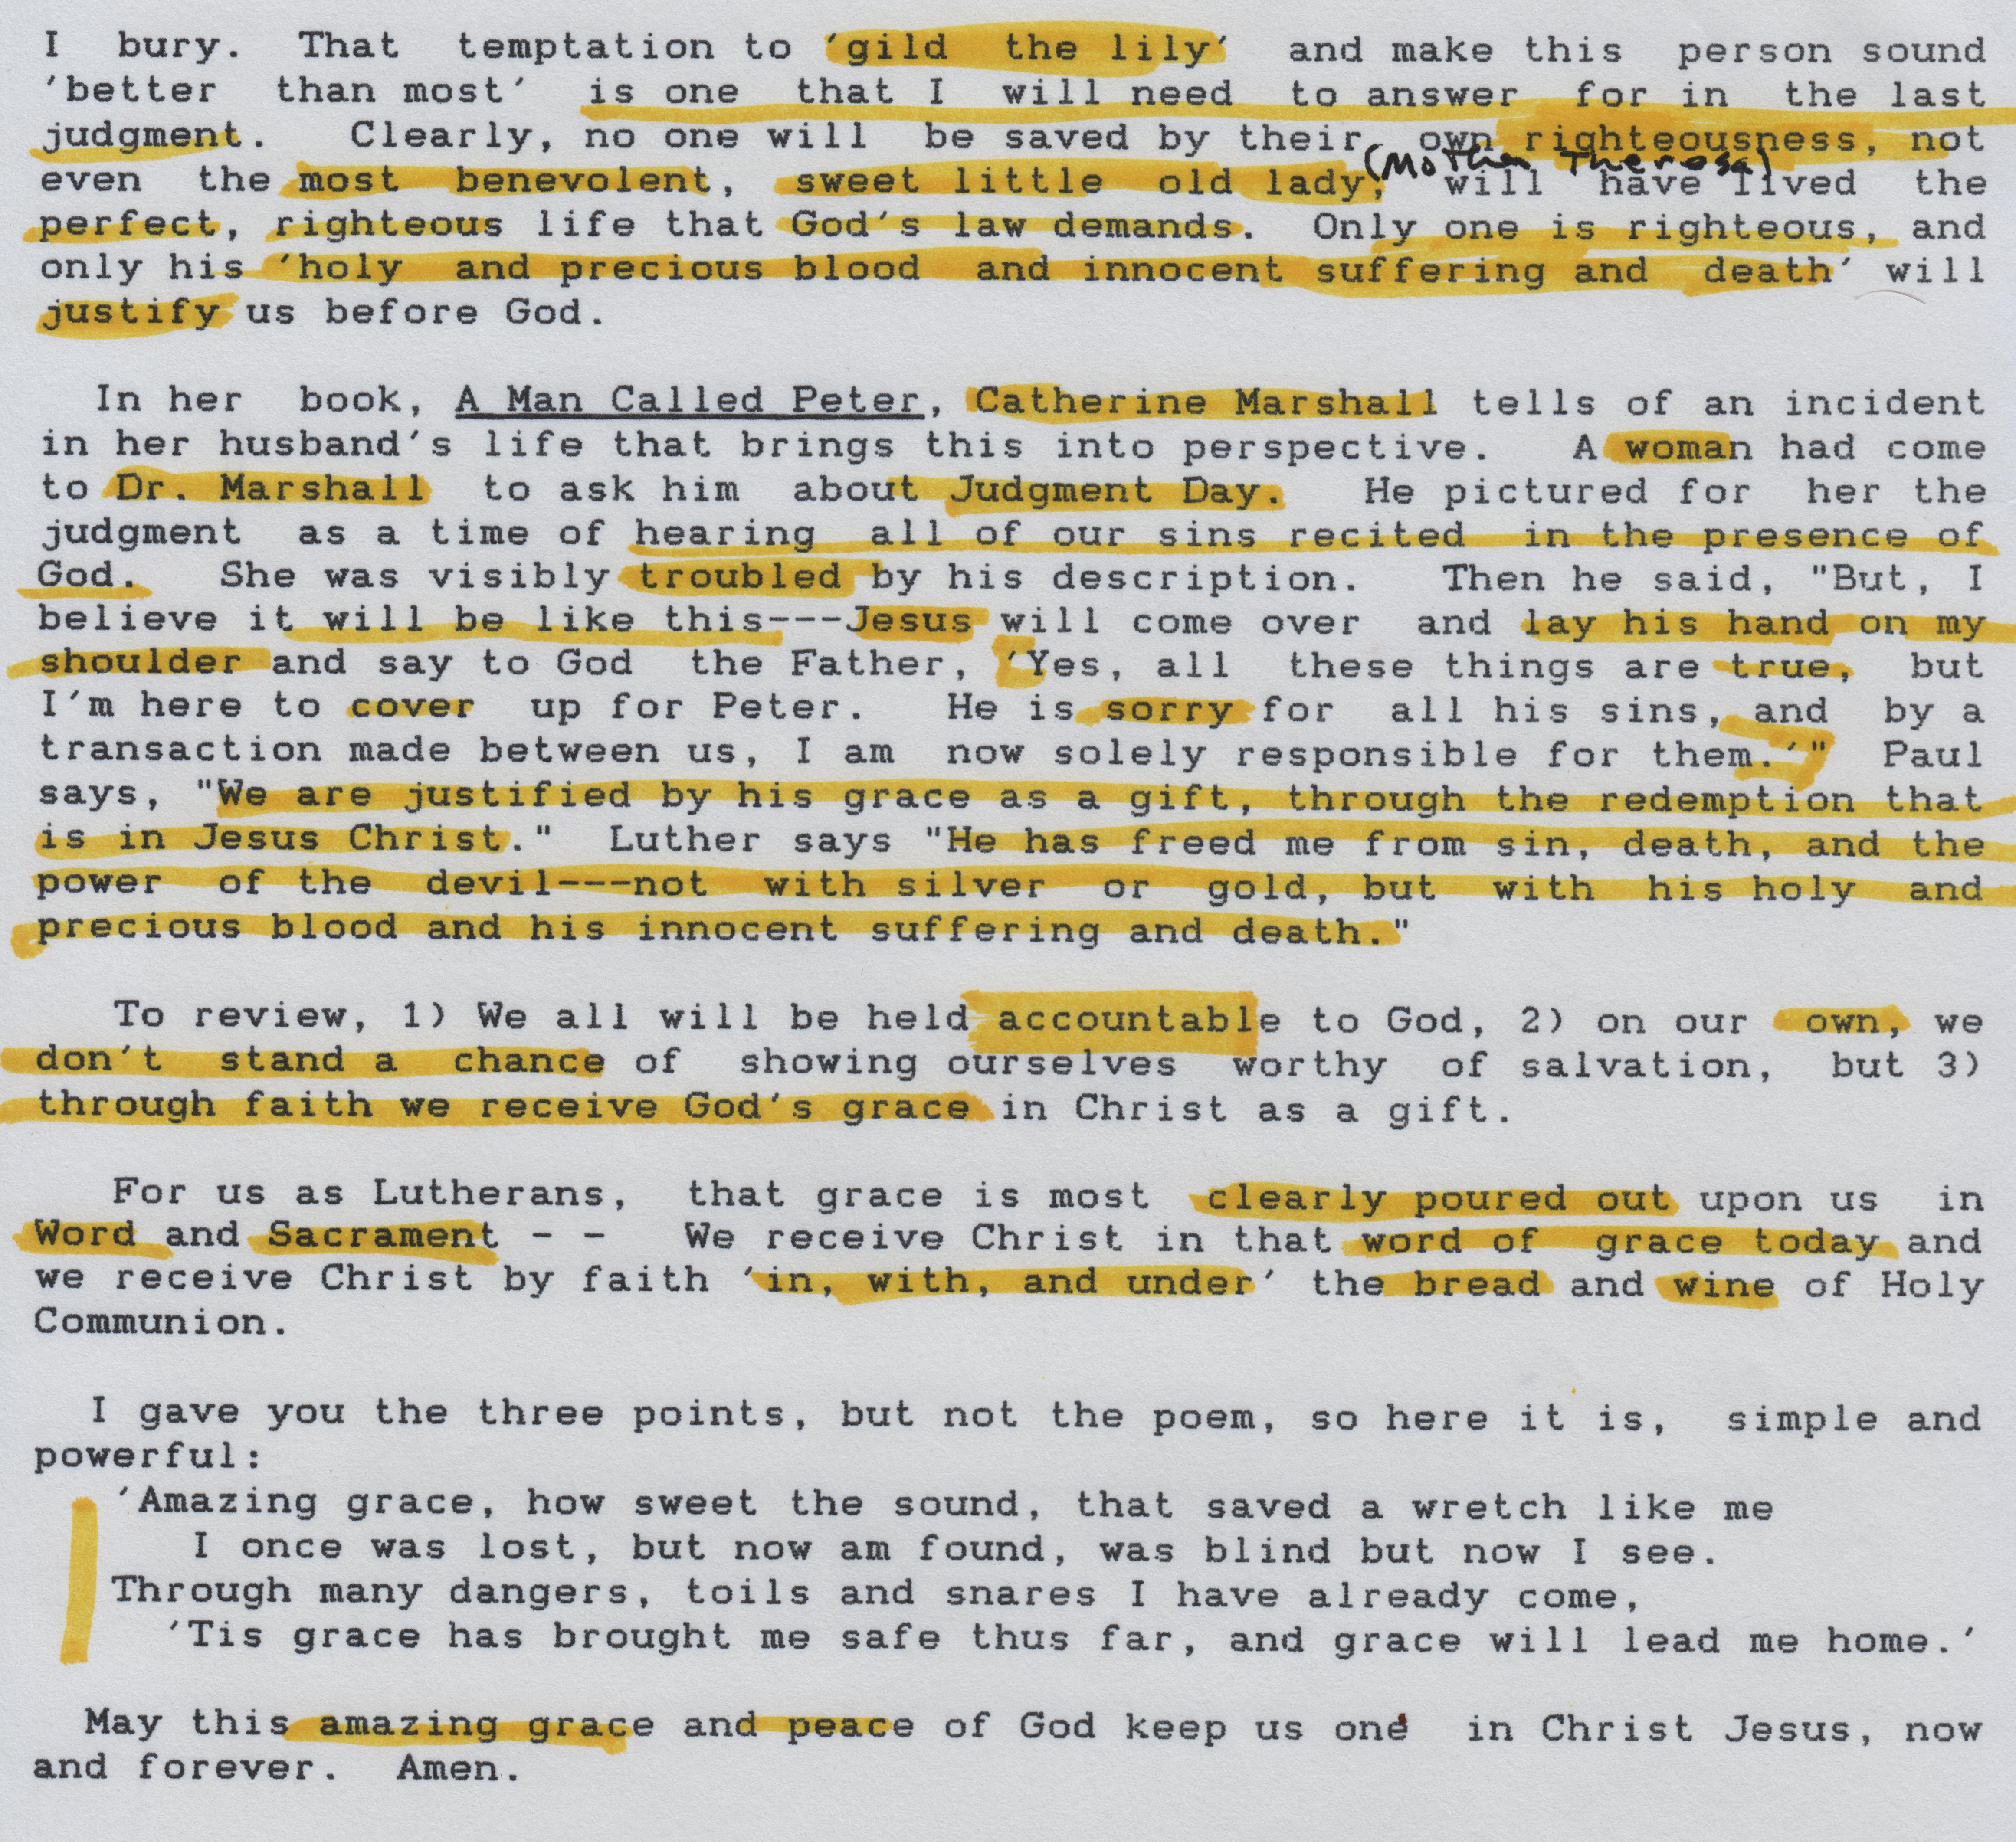 I bury. That temptation to 'gild the lily' and make this person sound
'better than most' is one that I will need to answer for in the last
judgment. Clearly, no one will be saved by their own righteousness, not
(Mother Theresa)
even the most benevolent, sweet little old lady, will have lived the
perfect, righteous life that God's law demands. Only one is righteous, and
only his 'holy and precious blood and innocent suffering and death' will
justify us before God.
In her book, A Man Called Peter, Catherine Marshall tells of an incident
in her husband's life that brings this into perspective. A woman had come
to Dr. Marshall to ask him about Judgment Day. He pictured for her the
judgment as a time of hearing all of our sins recited in the presence of
God. She was visibly troubled by his description. Then he said, "But, I
believe it will be like this---Jesus will come over and lay his hand on my
shoulder and say to God the Father, 'Yes, all these things are true, but
I'm here to cover up for Peter. He is sorry for all his sins, and by a
transaction made between us, I am now solely responsible for them.'" Paul
says, "We are justified by his grace as a gift, through the redemption that
is in Jesus Christ." Luther says "He has freed me from sin, death, and the
power of the devil---not with silver or gold, but with his holy and
precious blood and his innocent suffering and death."
To review, 1) We all will be held accountable to God, 2) on our own, we
don't stand a chance of showing ourselves worthy of salvation, but 3)
through faith we receive God's grace in Christ as a gift.
For us as Lutherans, that grace is most clearly poured out upon us in
Word and Sacrament - - We receive Christ in that word of grace today and
we receive Christ by faith 'in, with, and under' the bread and wine of Holy
Communion.
I gave you the three points, but not the poem, so here it is, simple and
powerful:
'Amazing grace, how sweet the sound, that saved a wretch like me
I once was lost, but now am found, was blind but now I see.
Through many dangers, toils and snares I have already come,
'Tis grace has brought me safe thus far, and grace will lead me home.'
May this amazing grace and peace of God keep us one in Christ Jesus, now
and forever. Amen.